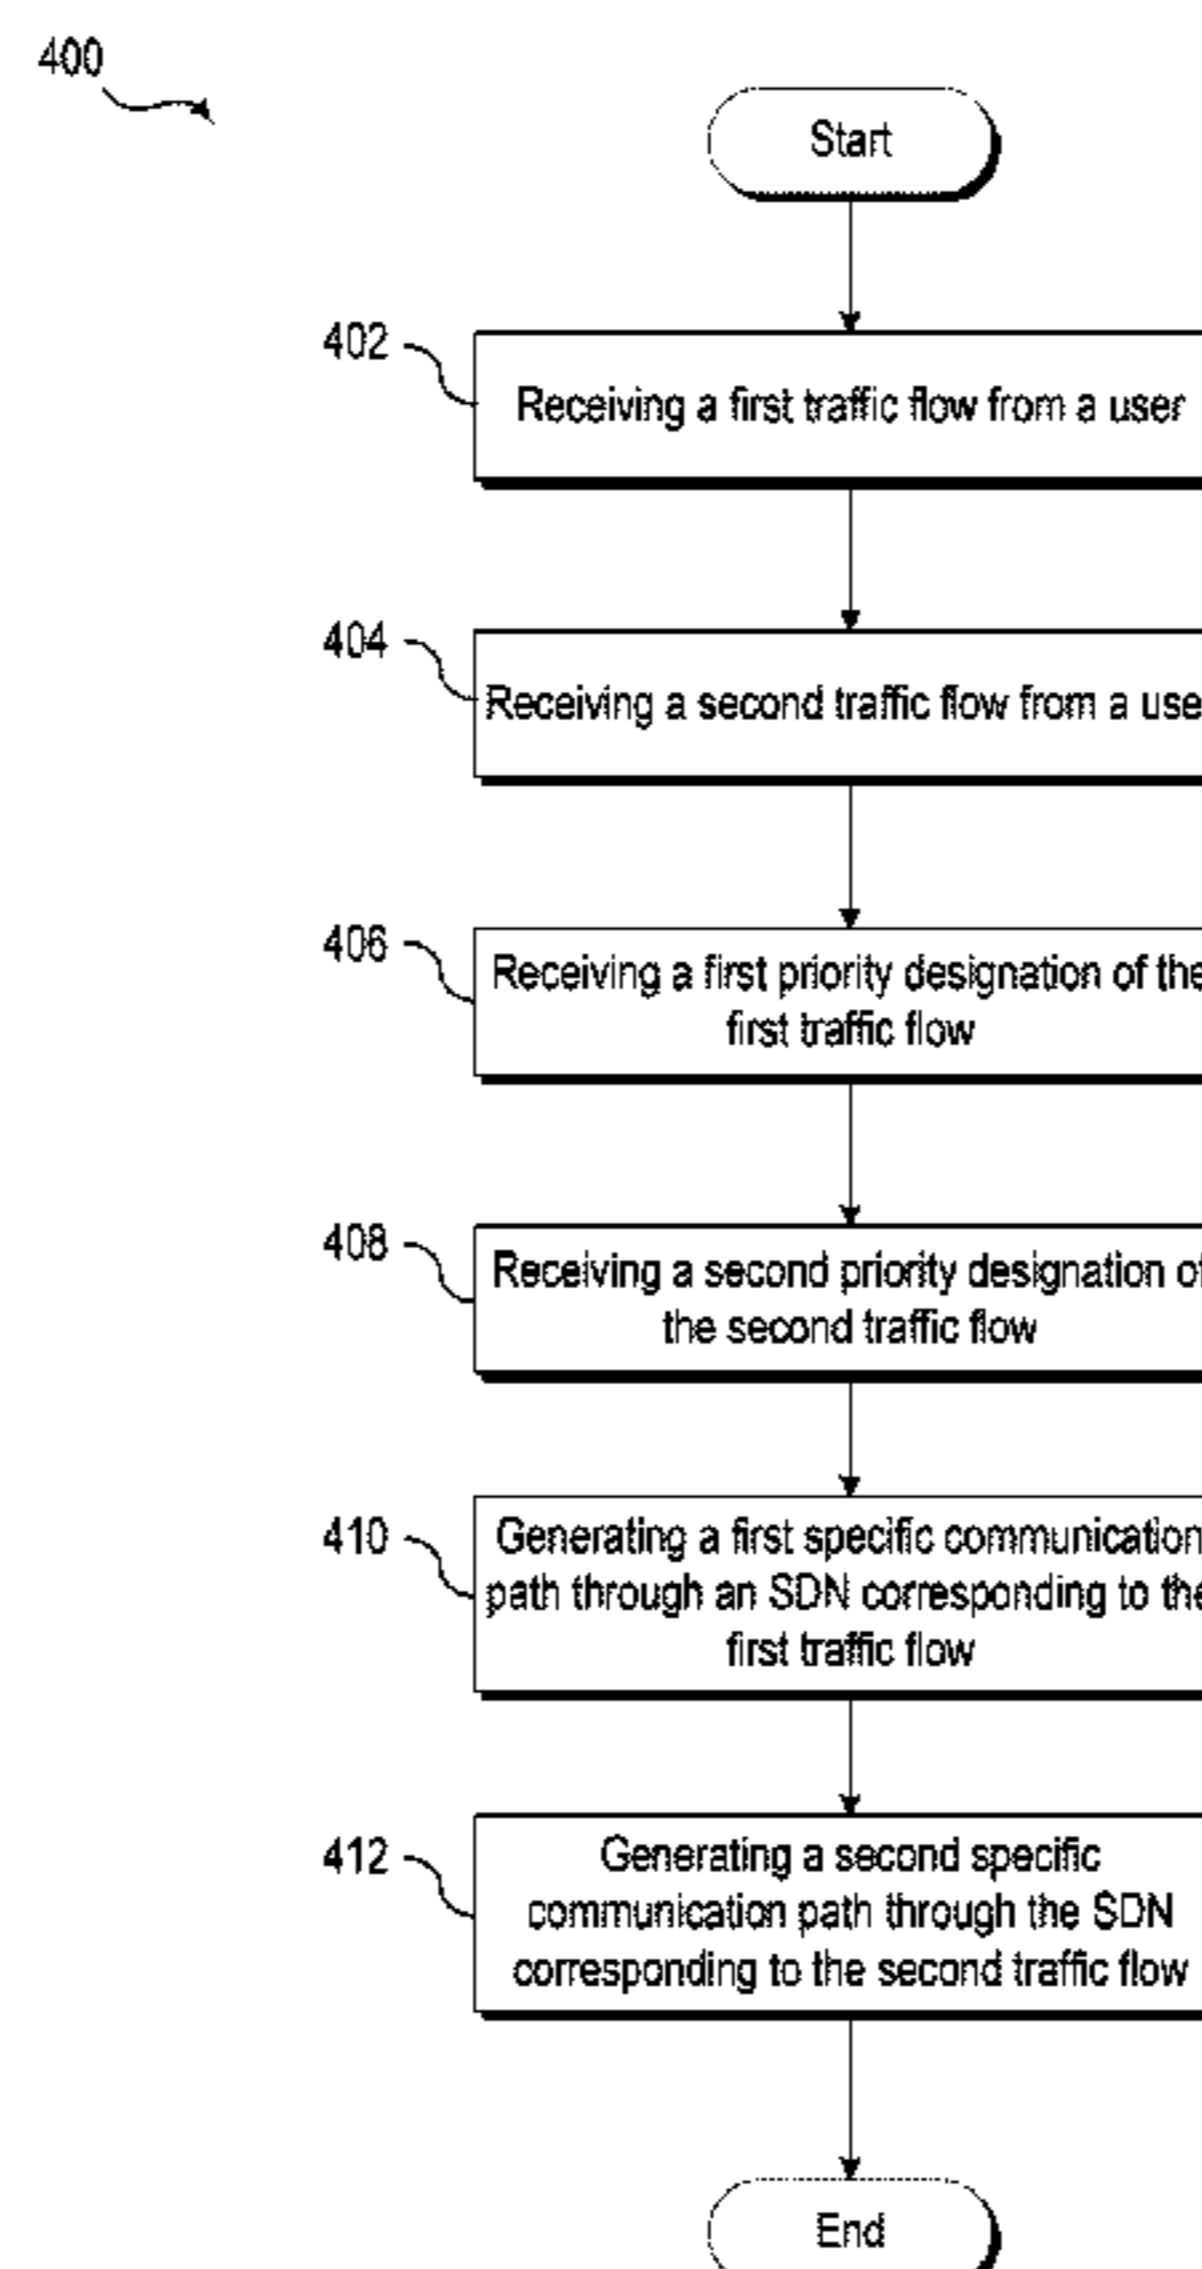 400
Start
402
Receiving a first traffic flow from a user
404
Receiving a second traffic flow from a use
406
Receiving a first priority designation of the
first traffic flow
408
Receiving a second priority designation of
the second traffic flow
410
Generating a first specific communication
path through an SDN corresponding to the
first traffic flow
412
Generating a second specific
communication path through the SDN
corresponding to the second traffic flow
End